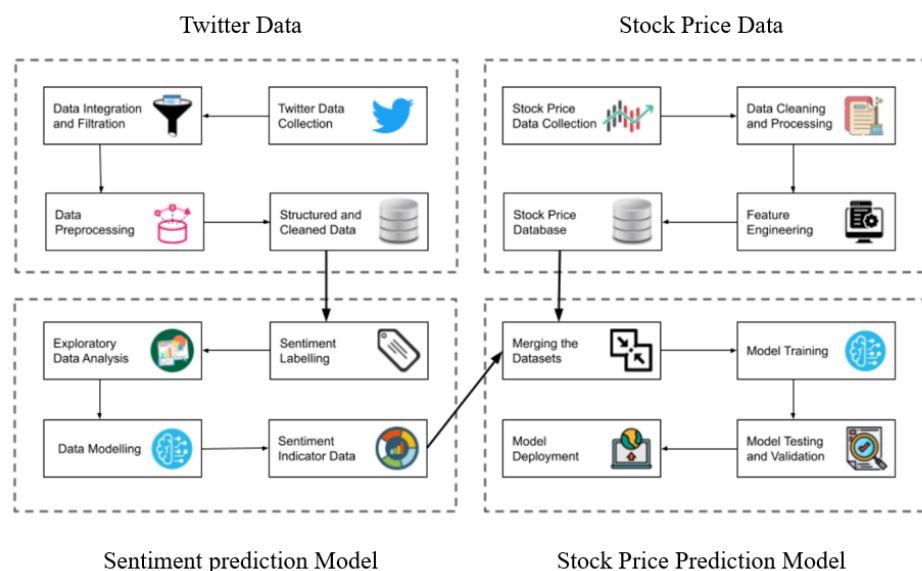 Twitter Data
Stock Price Data
Data Integration
and Filtration
Twitter Data
Collection
Stock Price
Data Collection
Data Cleaning
and Processing
Data
Preprocessing
Structured and
Cleaned Data
Stock Price
Database
Feature
Engineering
Exploratory
Data Analysis
Sentiment
Labelling
Merging the
Datasets
Model Training
Data Modelling
Sentiment
Indicator Data
Model
Deployment
Model Testing
and Validation
Sentiment prediction Model
Stock Price Prediction Model